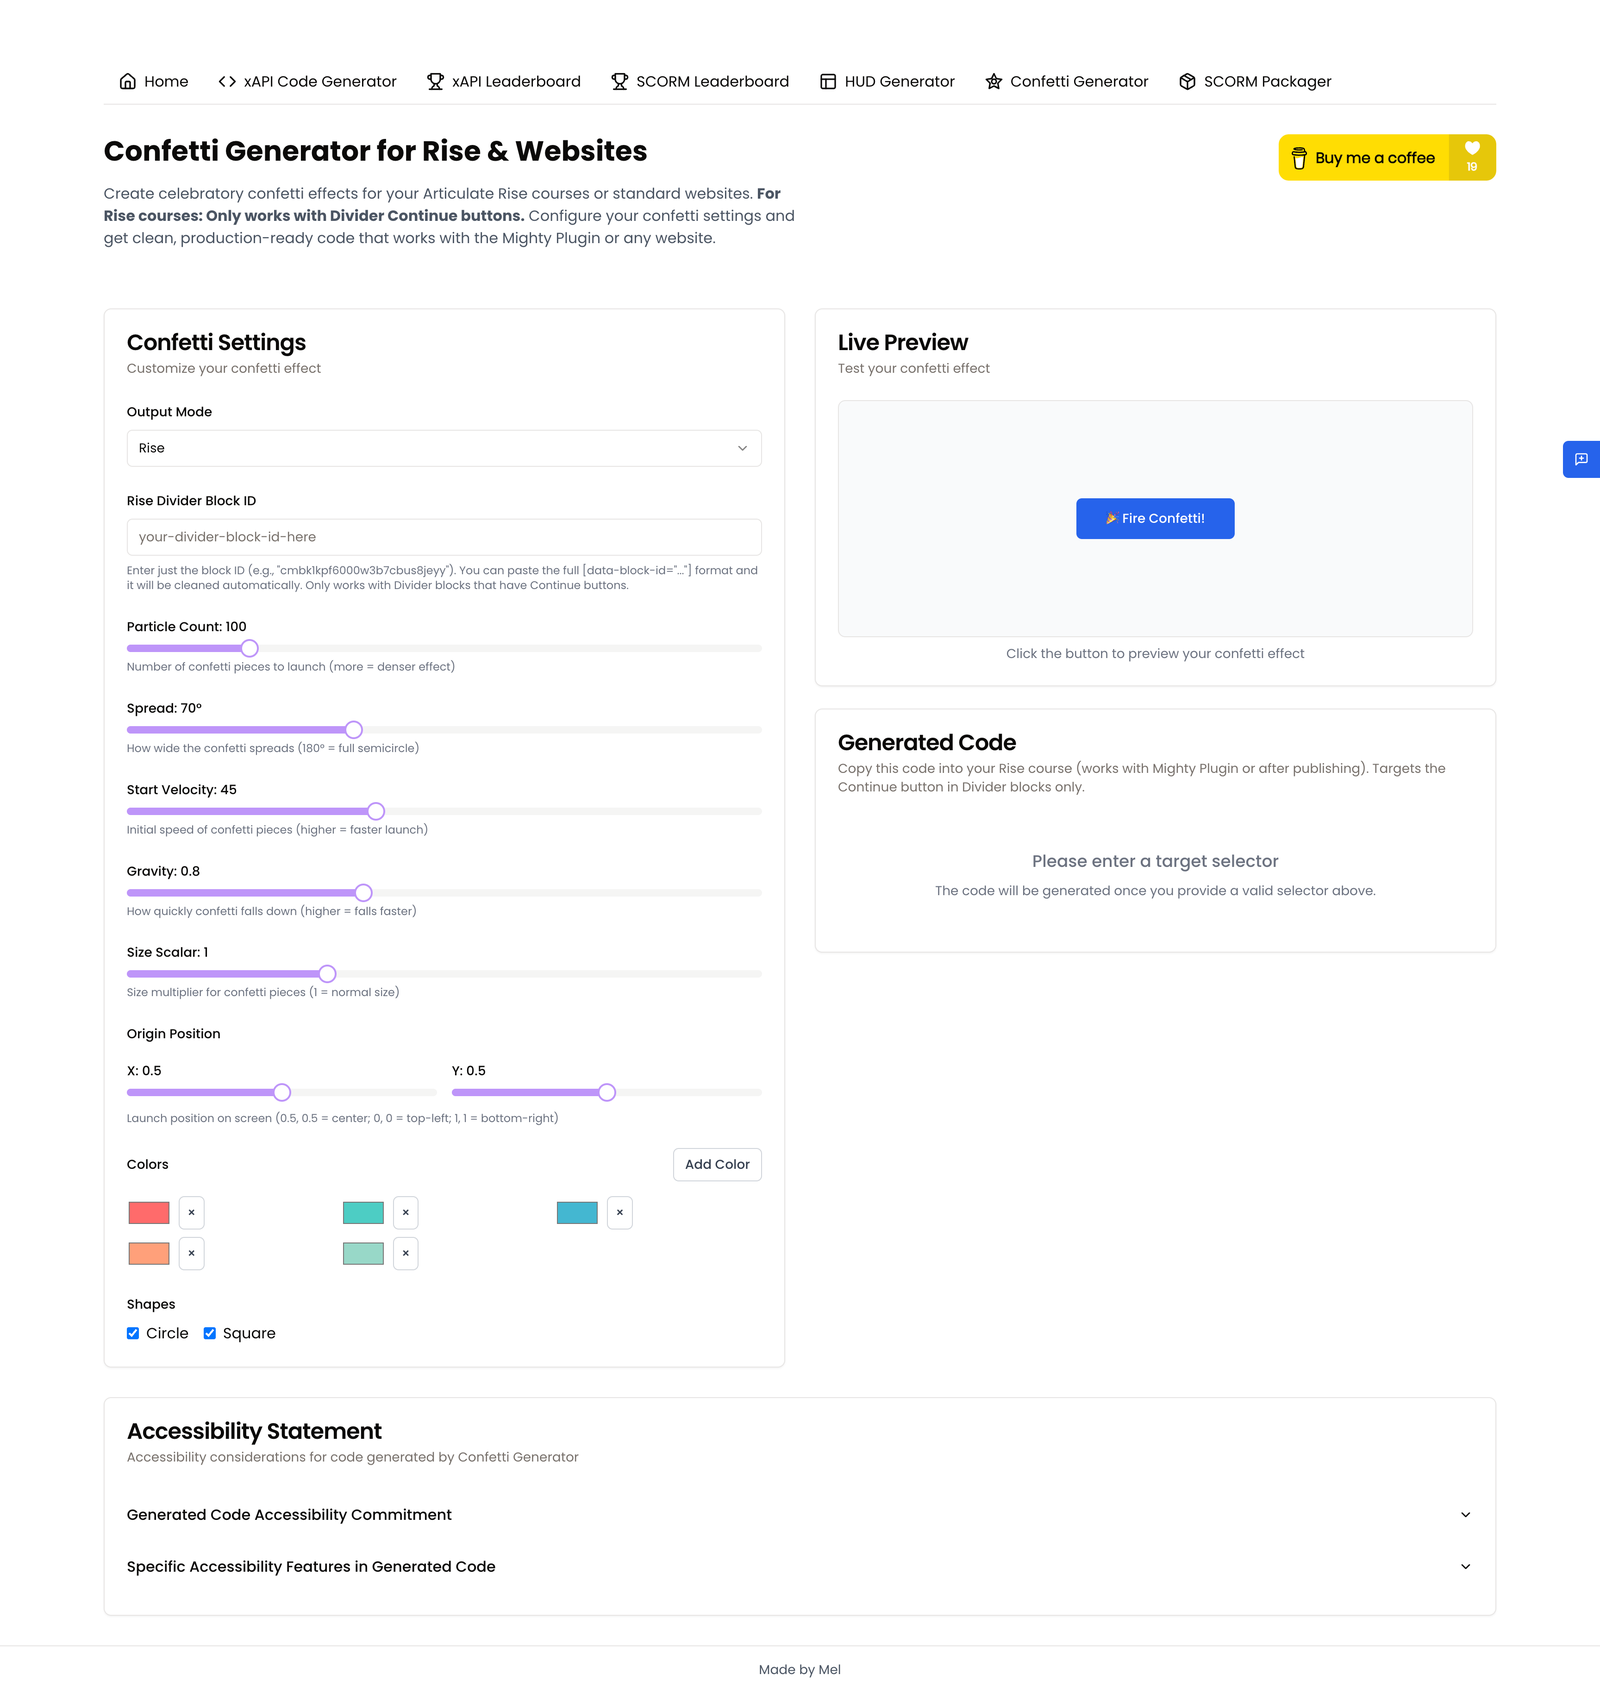 Home
xAPI Code Generator
xAPI Leaderboard
SCORM Leaderboard
HUD Generator
Confetti Generator
SCORM Packager
Confetti Generator for Rise & Websites
Buy me a coffee
19
Create celebratory confetti effects for your Articulate Rise courses or standard websites. For
Rise courses: Only works with Divider Continue buttons. Configure your confetti settings and
get clean, production-ready code that works with the Mighty Plugin or any website.
Confetti Settings
Customize your confetti effect
Output Mode
Rise
Rise Divider Block ID
your-divider-block-id-here
Enter just the block ID (e.g., "cmbk1kpf6000w3b7cbus8jeyy"). You can paste the full [data-block-id="..."] format and
it will be cleaned automatically. Only works with Divider blocks that have Continue buttons.
Particle Count: 100
Number of confetti pieces to launch (more = denser effect)
Spread: 70°
How wide the confetti spreads (180° = full semicircle)
Start Velocity: 45
Initial speed of confetti pieces (higher = faster launch)
Gravity: 0.8
How quickly confetti falls down (higher = falls faster)
Size Scalar: 1
Size multiplier for confetti pieces (1 = normal size)
Origin Position
X: 0.5
Y: 0.5
Launch position on screen (0.5, 0.5 = center; 0, 0 = top-left; 1, 1 = bottom-right)
Colors
Add Color
×
×
×
×
×
Shapes
Circle
Square
Live Preview
Test your confetti effect
🎉 Fire Confetti!
Click the button to preview your confetti effect
Generated Code
Copy this code into your Rise course (works with Mighty Plugin or after publishing). Targets the
Continue button in Divider blocks only.
Please enter a target selector
The code will be generated once you provide a valid selector above.
Accessibility Statement
Accessibility considerations for code generated by Confetti Generator
Generated Code Accessibility Commitment
Specific Accessibility Features in Generated Code
Made by Mel